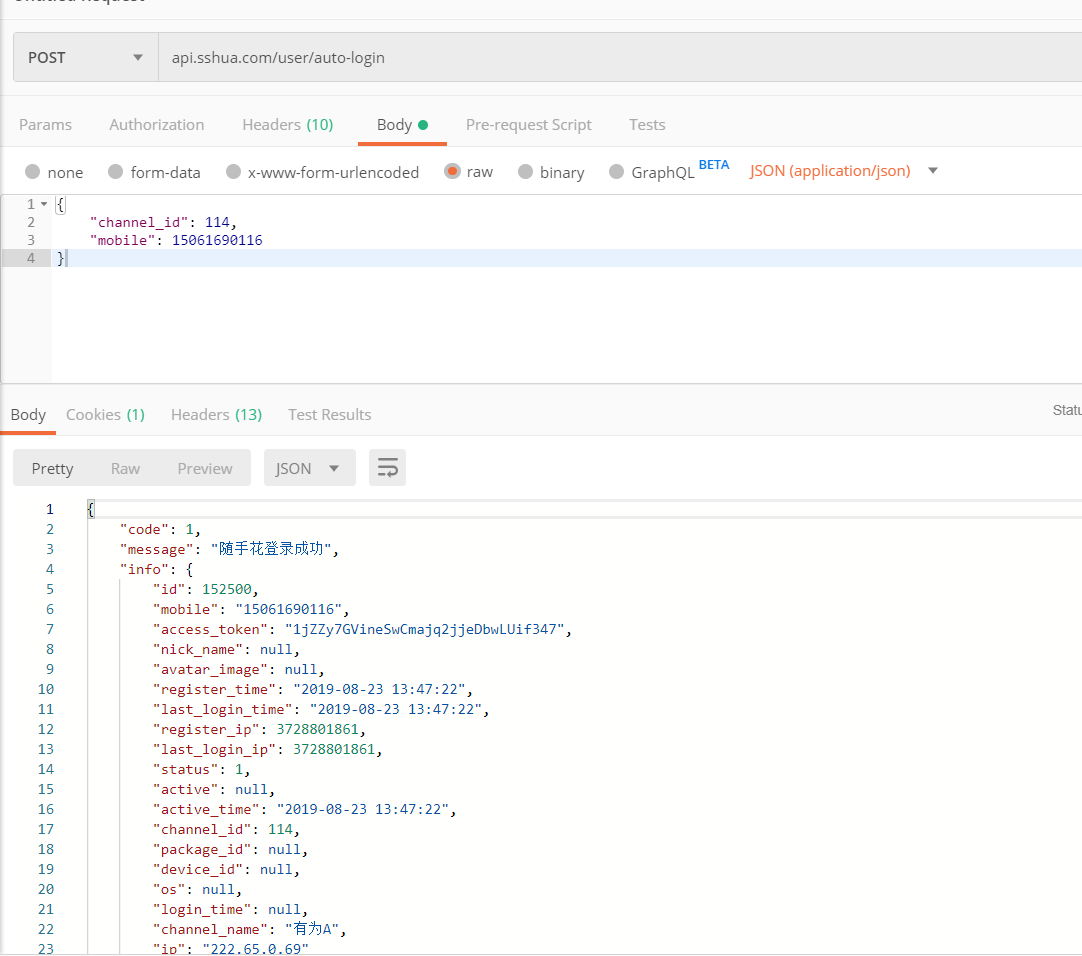 Untitled Request
POST api.sshua.com/user/auto-login
Params Authorization Headers (10) Body Pre-request Script Tests
none form-data x-www-form-urlencoded raw binary GraphQL BETA JSON (application/json)
1 {
2 "channel_id": 114,
3 "mobile": 15061690116
4 }
Body Cookies (1) Headers (13) Test Results Statu
Pretty Raw Preview JSON
1 {
2 "code": 1,
3 "message": "随手花登录成功",
4 "info": {
5 "id": 152500,
6 "mobile": "15061690116",
7 "access_token": "1jZZy7GVineSwCmajq2jjeDbwLUif347",
8 "nick_name": null,
9 "avatar_image": null,
10 "register_time": "2019-08-23 13:47:22",
11 "last_login_time": "2019-08-23 13:47:22",
12 "register_ip": 3728801861,
13 "last_login_ip": 3728801861,
14 "status": 1,
15 "active": null,
16 "active_time": "2019-08-23 13:47:22",
17 "channel_id": 114,
18 "package_id": null,
19 "device_id": null,
20 "os": null,
21 "login_time": null,
22 "channel_name": "有为A",
23 "ip": "222.65.0.69"